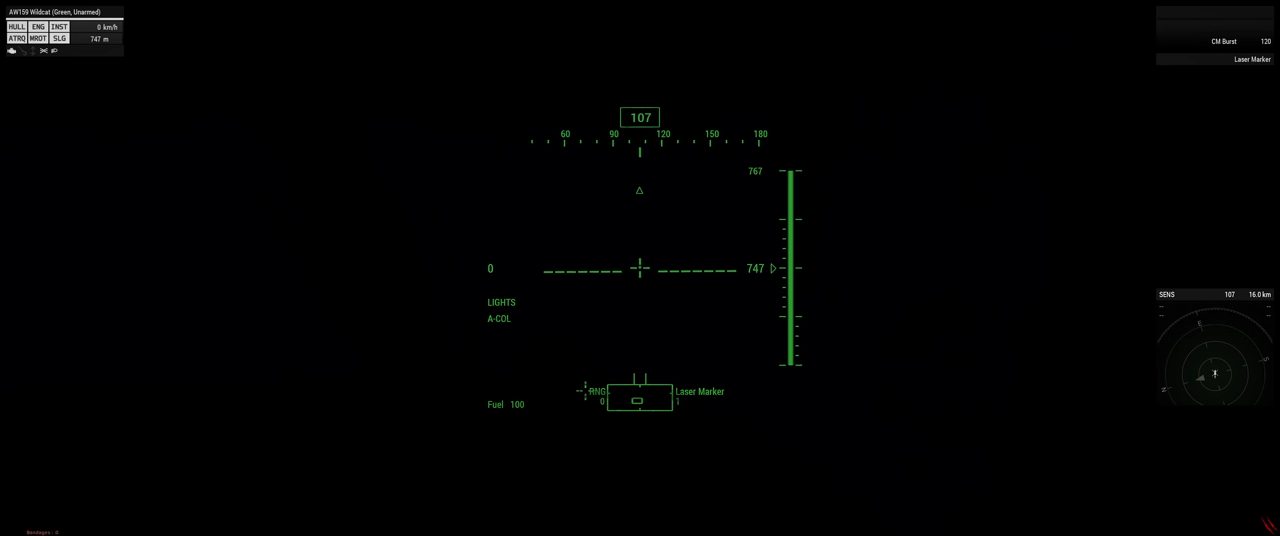 AW159 Wildcat (Green, Unarmed)
HULL ENG INST 0 km/h
ATRQ MROT SLG 747 m
CM Burst 120
Laser Marker
107
60 90 120 150 180
767
0 747
LIGHTS
A-COL
RNG Laser Marker
0 1
Fuel 100
SENS 107 16.0 km
E
S
N
Bandages: 0